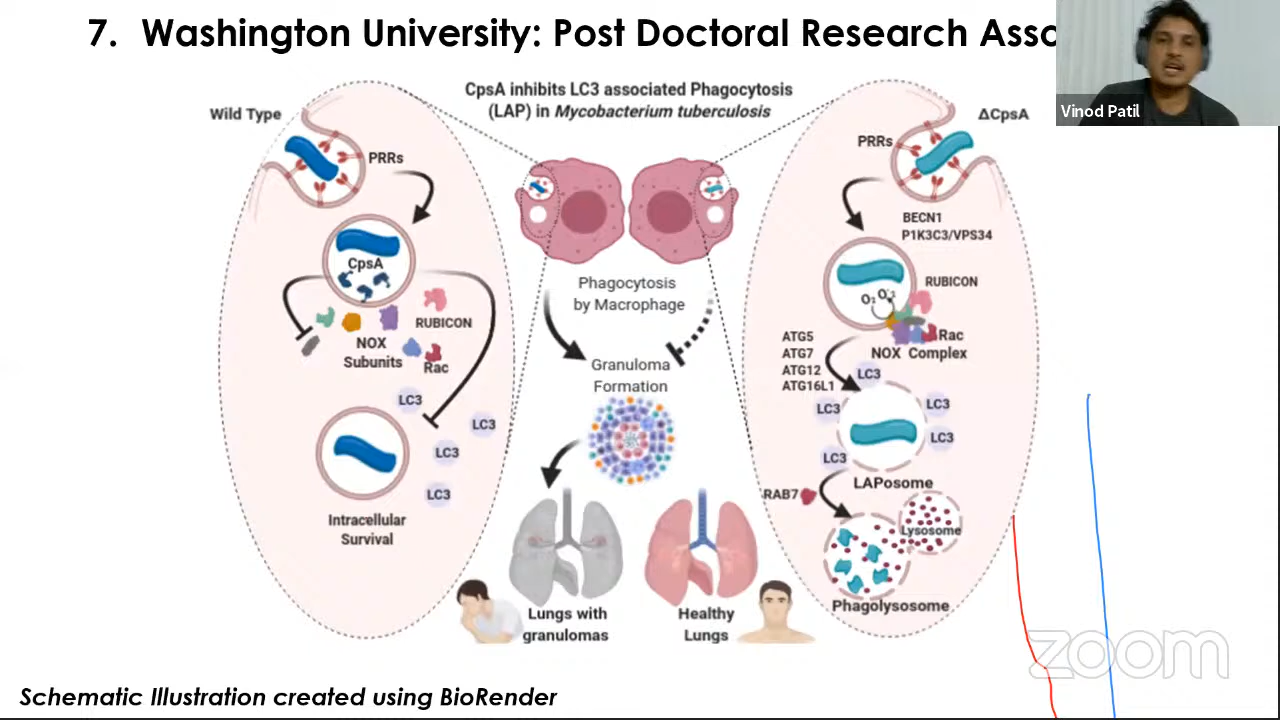 7. Washington University: Post Doctoral Research Asso
Vinod Patil
CpsA inhibits LC3 associated Phagocytosis
(LAP) in Mycobacterium tuberculosis
Wild Type
PRRs
CpsA
NOX
Subunits
RUBICON
Rac
LC3
LC3
LC3
LC3
Intracellular
Survival
Phagocytosis
by Macrophage
Granuloma
Formation
Lungs with
granulomas
Healthy
Lungs
ΔCpsA
PRRs
BECN1
P1K3C3/VPS34
O₂ O₂⁻
RUBICON
Rac
NOX Complex
ATG5
ATG7
ATG12
ATG16L1
LC3
LC3
LC3
LC3
LC3
LAPosome
RAB7
Lysosome
Phagolysosome
zoom
Schematic Illustration created using BioRender